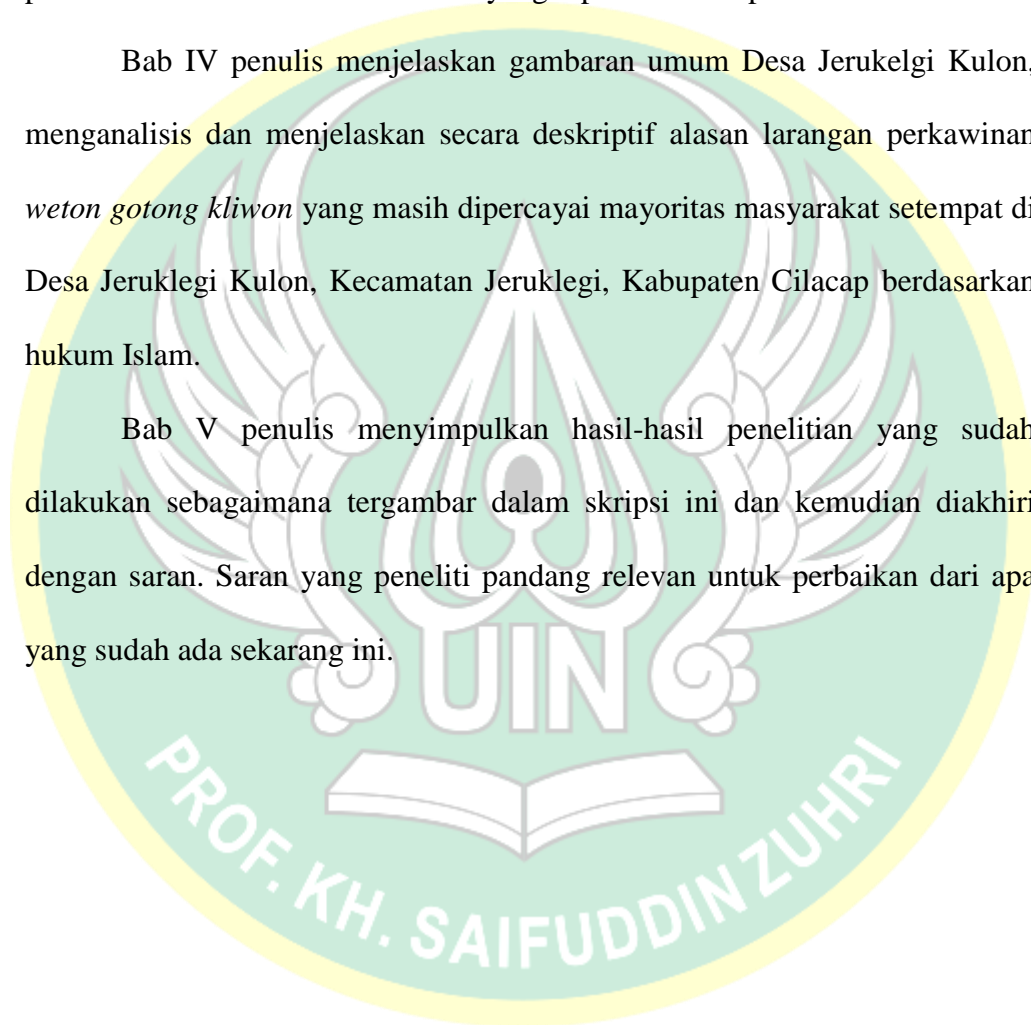 Bab IV penulis menjelaskan gambaran umum Desa Jerukelgi Kulon,
menganalisis dan menjelaskan secara deskriptif alasan larangan perkawinan
weton gotong kliwon yang masih dipercayai mayoritas masyarakat setempat di
Desa Jeruklegi Kulon, Kecamatan Jeruklegi, Kabupaten Cilacap berdasarkan
hukum Islam.
Bab V penulis menyimpulkan hasil-hasil penelitian yang sudah
dilakukan sebagaimana tergambar dalam skripsi ini dan kemudian diakhiri
dengan saran. Saran yang peneliti pandang relevan untuk perbaikan dari apa
yang sudah ada sekarang ini.
UIN
PROF. KH. SAIFUDDIN ZUHRI